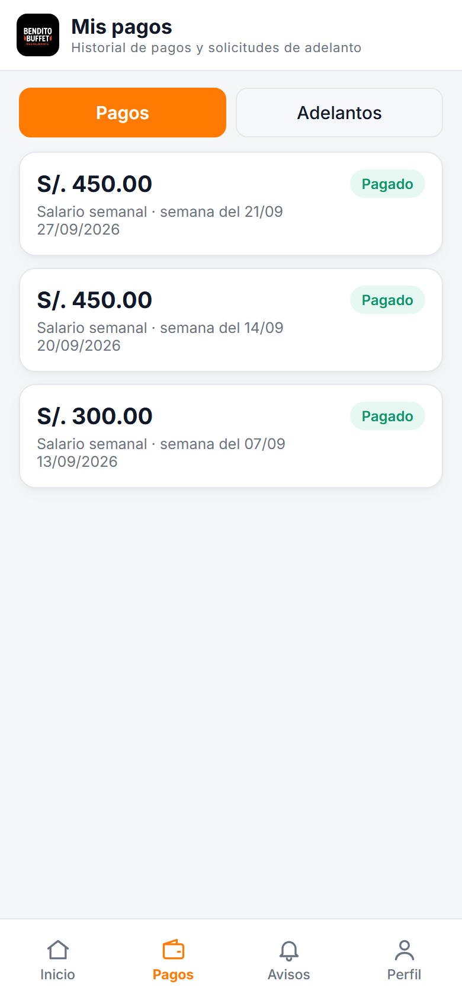 BENDITO
BUFFET
RESTAURANTE
Mis pagos
Historial de pagos y solicitudes de adelanto
Pagos
Adelantos
S/. 450.00
Pagado
Salario semanal · semana del 21/09
27/09/2026
S/. 450.00
Pagado
Salario semanal · semana del 14/09
20/09/2026
S/. 300.00
Pagado
Salario semanal · semana del 07/09
13/09/2026
Inicio
Pagos
Avisos
Perfil